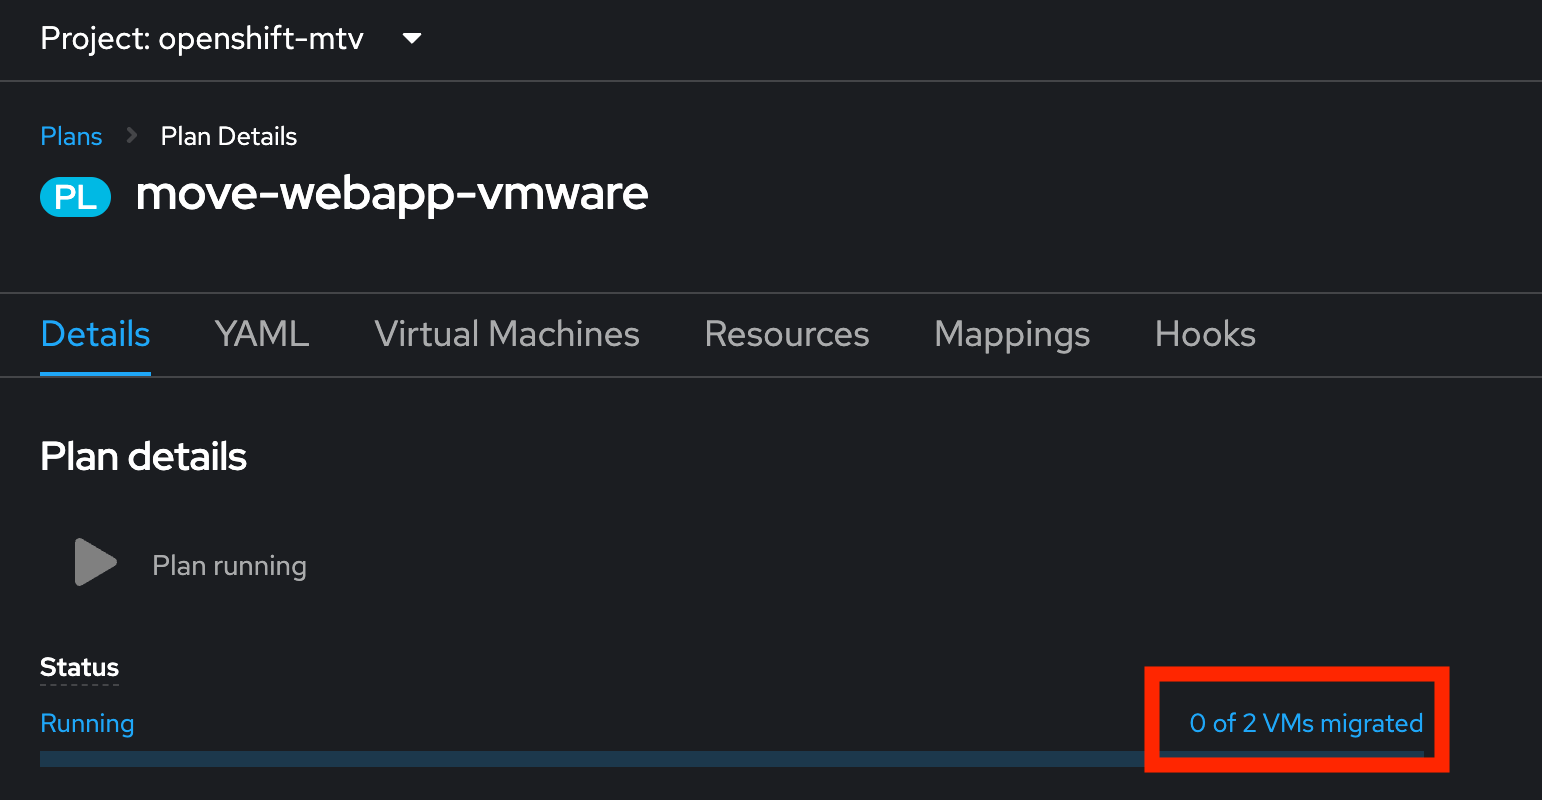 Project: openshift-mtv
Plans Plan Details
PL move-webapp-vmware
Details YAML Virtual Machines Resources Mappings Hooks
Plan details
Plan running
Status
Running 0 of 2 VMs migrated